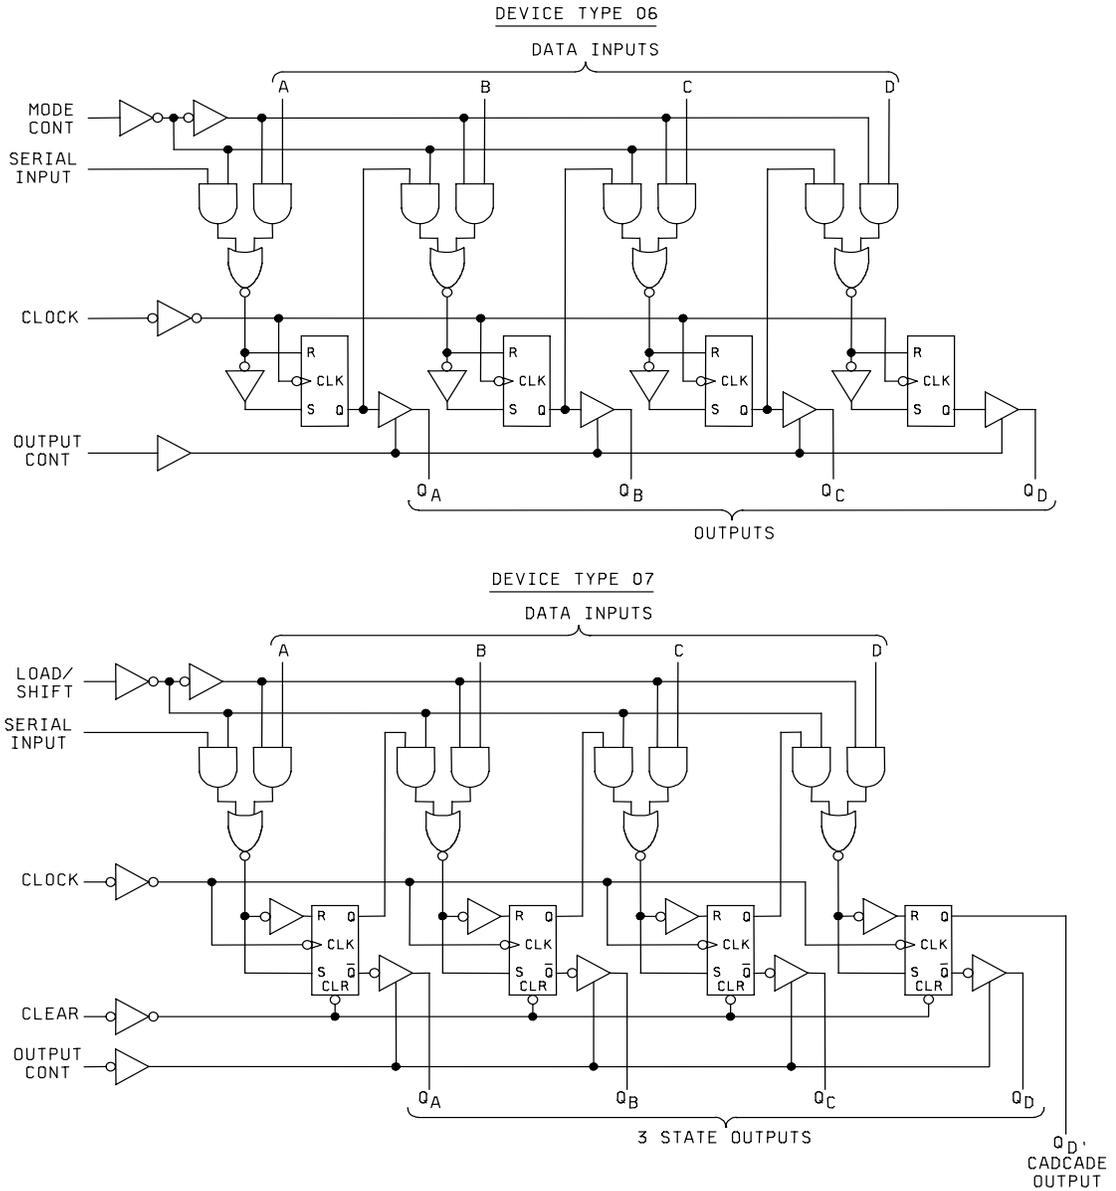 DEVICE TYPE 06
DATA INPUTS
A B C D
MODE CONT
SERIAL INPUT
CLOCK
R CLK S Q
R CLK S Q
R CLK S Q
R CLK S Q
OUTPUT CONT
QA QB QC QD
OUTPUTS
DEVICE TYPE 07
DATA INPUTS
A B C D
LOAD/ SHIFT
SERIAL INPUT
CLOCK
R Q CLK S Q̅ CLR
R Q CLK S Q̅ CLR
R Q CLK S Q̅ CLR
R Q CLK S Q̅ CLR
CLEAR
OUTPUT CONT
QA QB QC QD
3 STATE OUTPUTS
QD'
CADCADE
OUTPUT